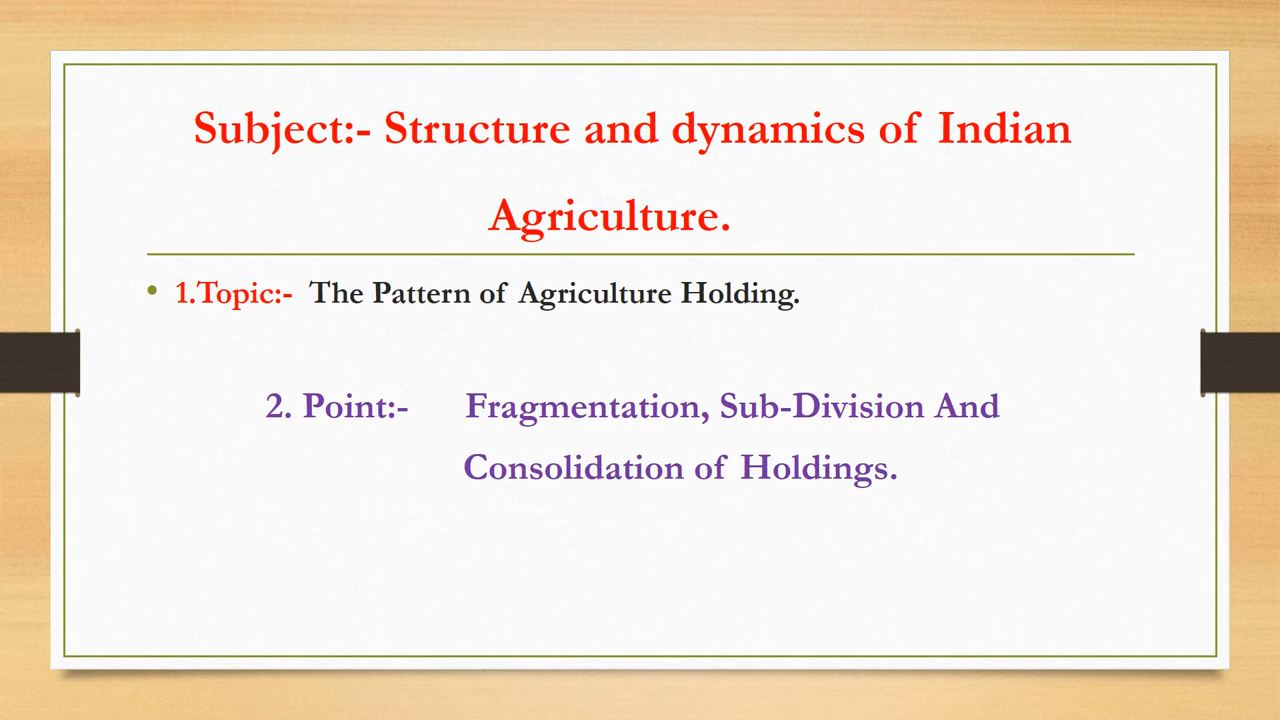 Subject:- Structure and dynamics of Indian
Agriculture.
• 1.Topic:- The Pattern of Agriculture Holding.
2. Point:- Fragmentation, Sub-Division And
Consolidation of Holdings.